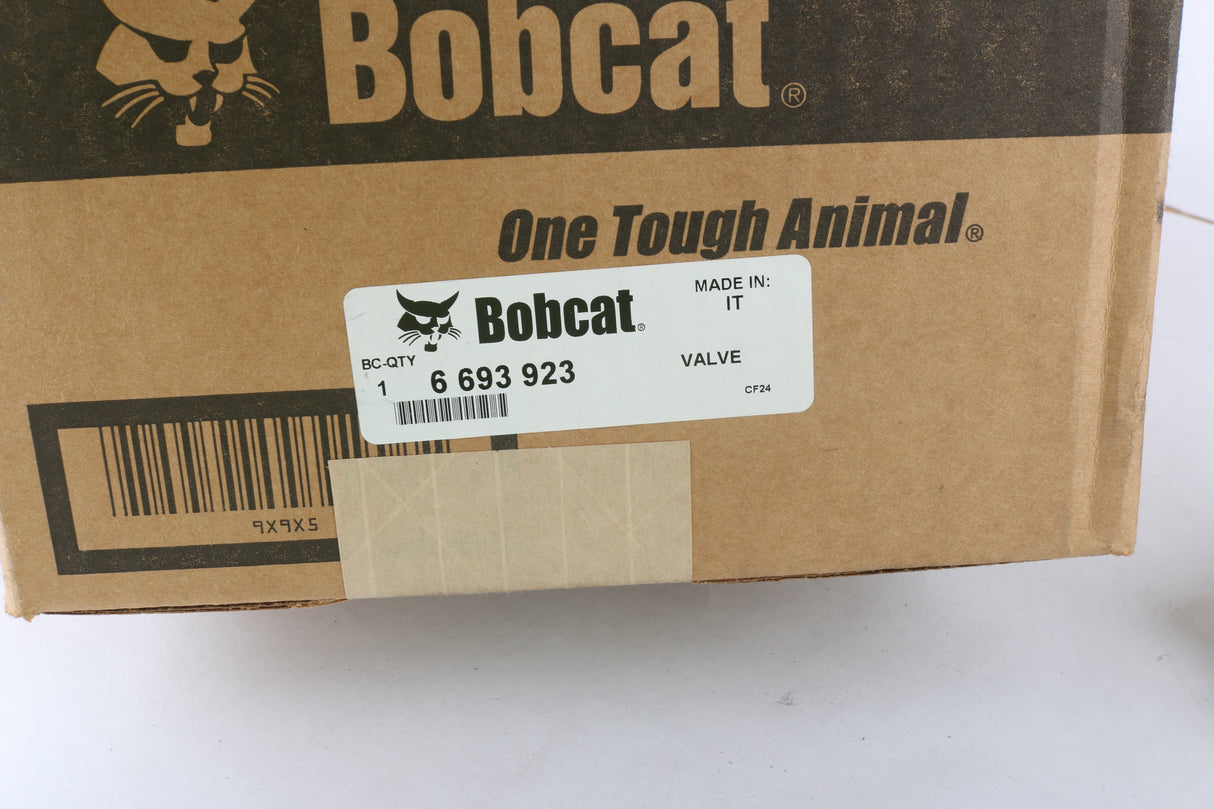 Bobcat®
One Tough Animal®
Bobcat®
MADE IN:
IT
BC-QTY
1
6 693 923
VALVE
CF24
9X9X5